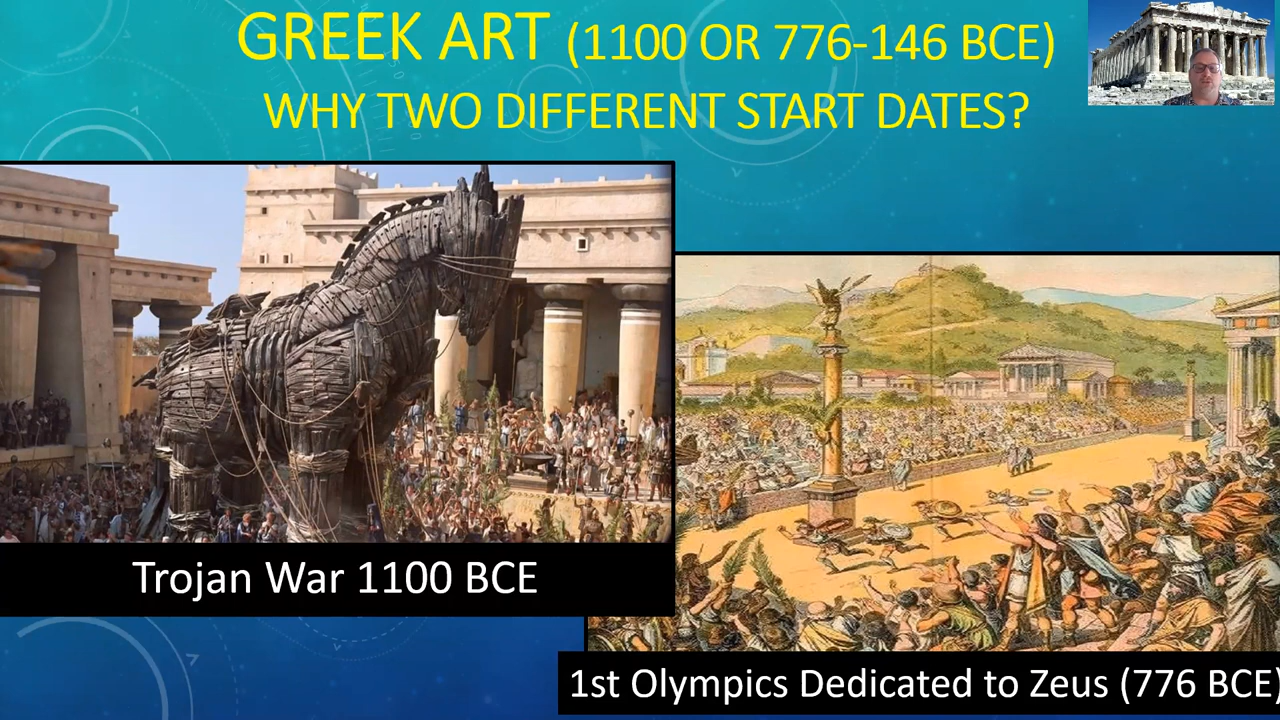 GREEK ART (1100 OR 776-146 BCE)
WHY TWO DIFFERENT START DATES?
Trojan War 1100 BCE
1st Olympics Dedicated to Zeus (776 BCE)